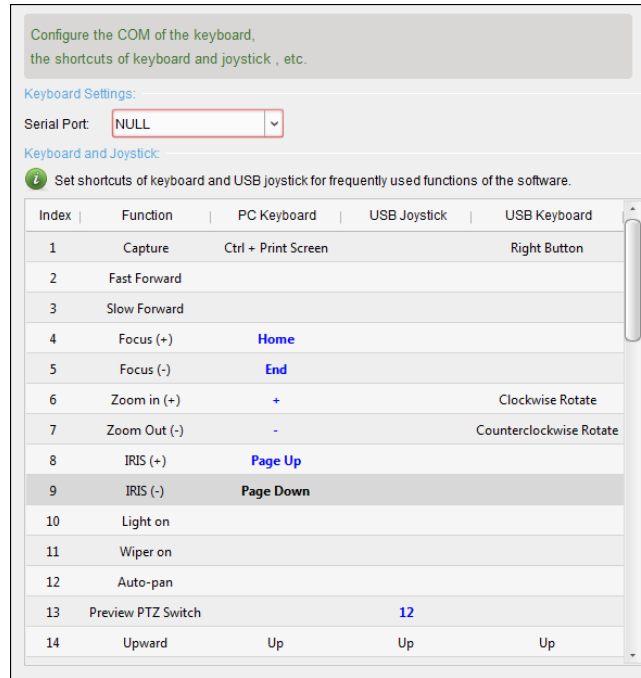 Configure the COM of the keyboard,
the shortcuts of keyboard and joystick , etc.
Keyboard Settings:
Serial Port: NULL
Keyboard and Joystick:
Set shortcuts of keyboard and USB joystick for frequently used functions of the software.
Index Function PC Keyboard USB Joystick USB Keyboard
1 Capture Ctrl + Print Screen Right Button
2 Fast Forward
3 Slow Forward
4 Focus (+) Home
5 Focus (-) End
6 Zoom in (+) + Clockwise Rotate
7 Zoom Out (-) - Counterclockwise Rotate
8 IRIS (+) Page Up
9 IRIS (-) Page Down
10 Light on
11 Wiper on
12 Auto-pan
13 Preview PTZ Switch 12
14 Upward Up Up Up